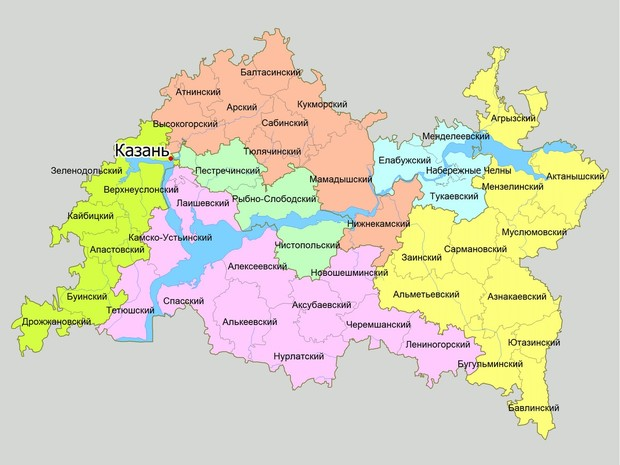 Балтасинский
Атнинский
Арский
Кукморский
Высокогорский
Сабинский
Агрызский
Менделеевский
Казань
Тюлячинский
Елабужский
Зеленодольский
Пестречинский
Набережные Челны
Актанышский
Мамадышский
Мензелинский
Верхнеуслонский
Лаишевский
Рыбно-Слободский
Тукаевский
Кайбицкий
Нижнекамский
Муслюмовский
Камско-Устьинский
Чистопольский
Апастовский
Сармановский
Заинский
Алексеевский
Новошешминский
Буинский
Альметьевский
Азнакаевский
Тетюшский
Спасский
Аксубаевский
Дрожжановский
Алькеевский
Черемшанский
Ютазинский
Лениногорский
Нурлатский
Бугульминский
Бавлинский